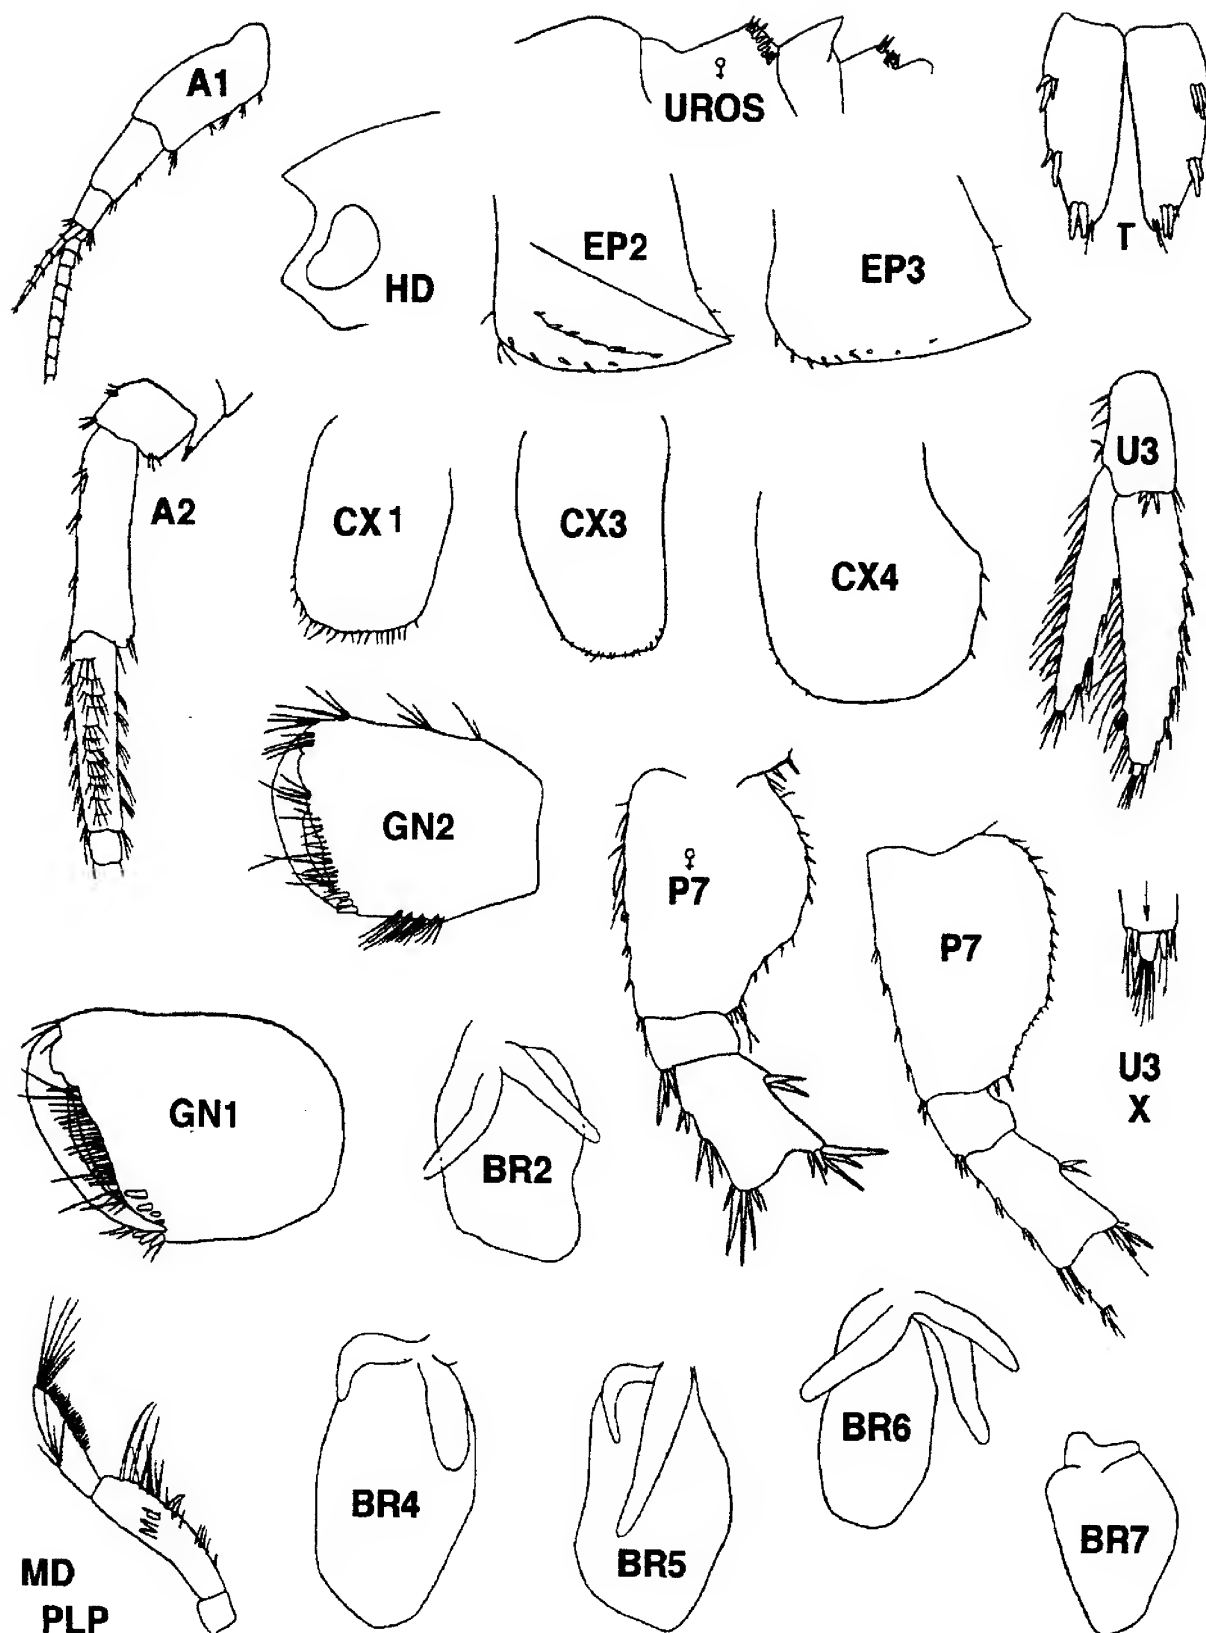 A1
♀
UROS
T
HD
EP2
EP3
A2
CX1
CX3
CX4
U3
GN2
♀
P7
P7
GN1
BR2
U3
X
Md
MD
PLP
BR4
BR5
BR6
BR7